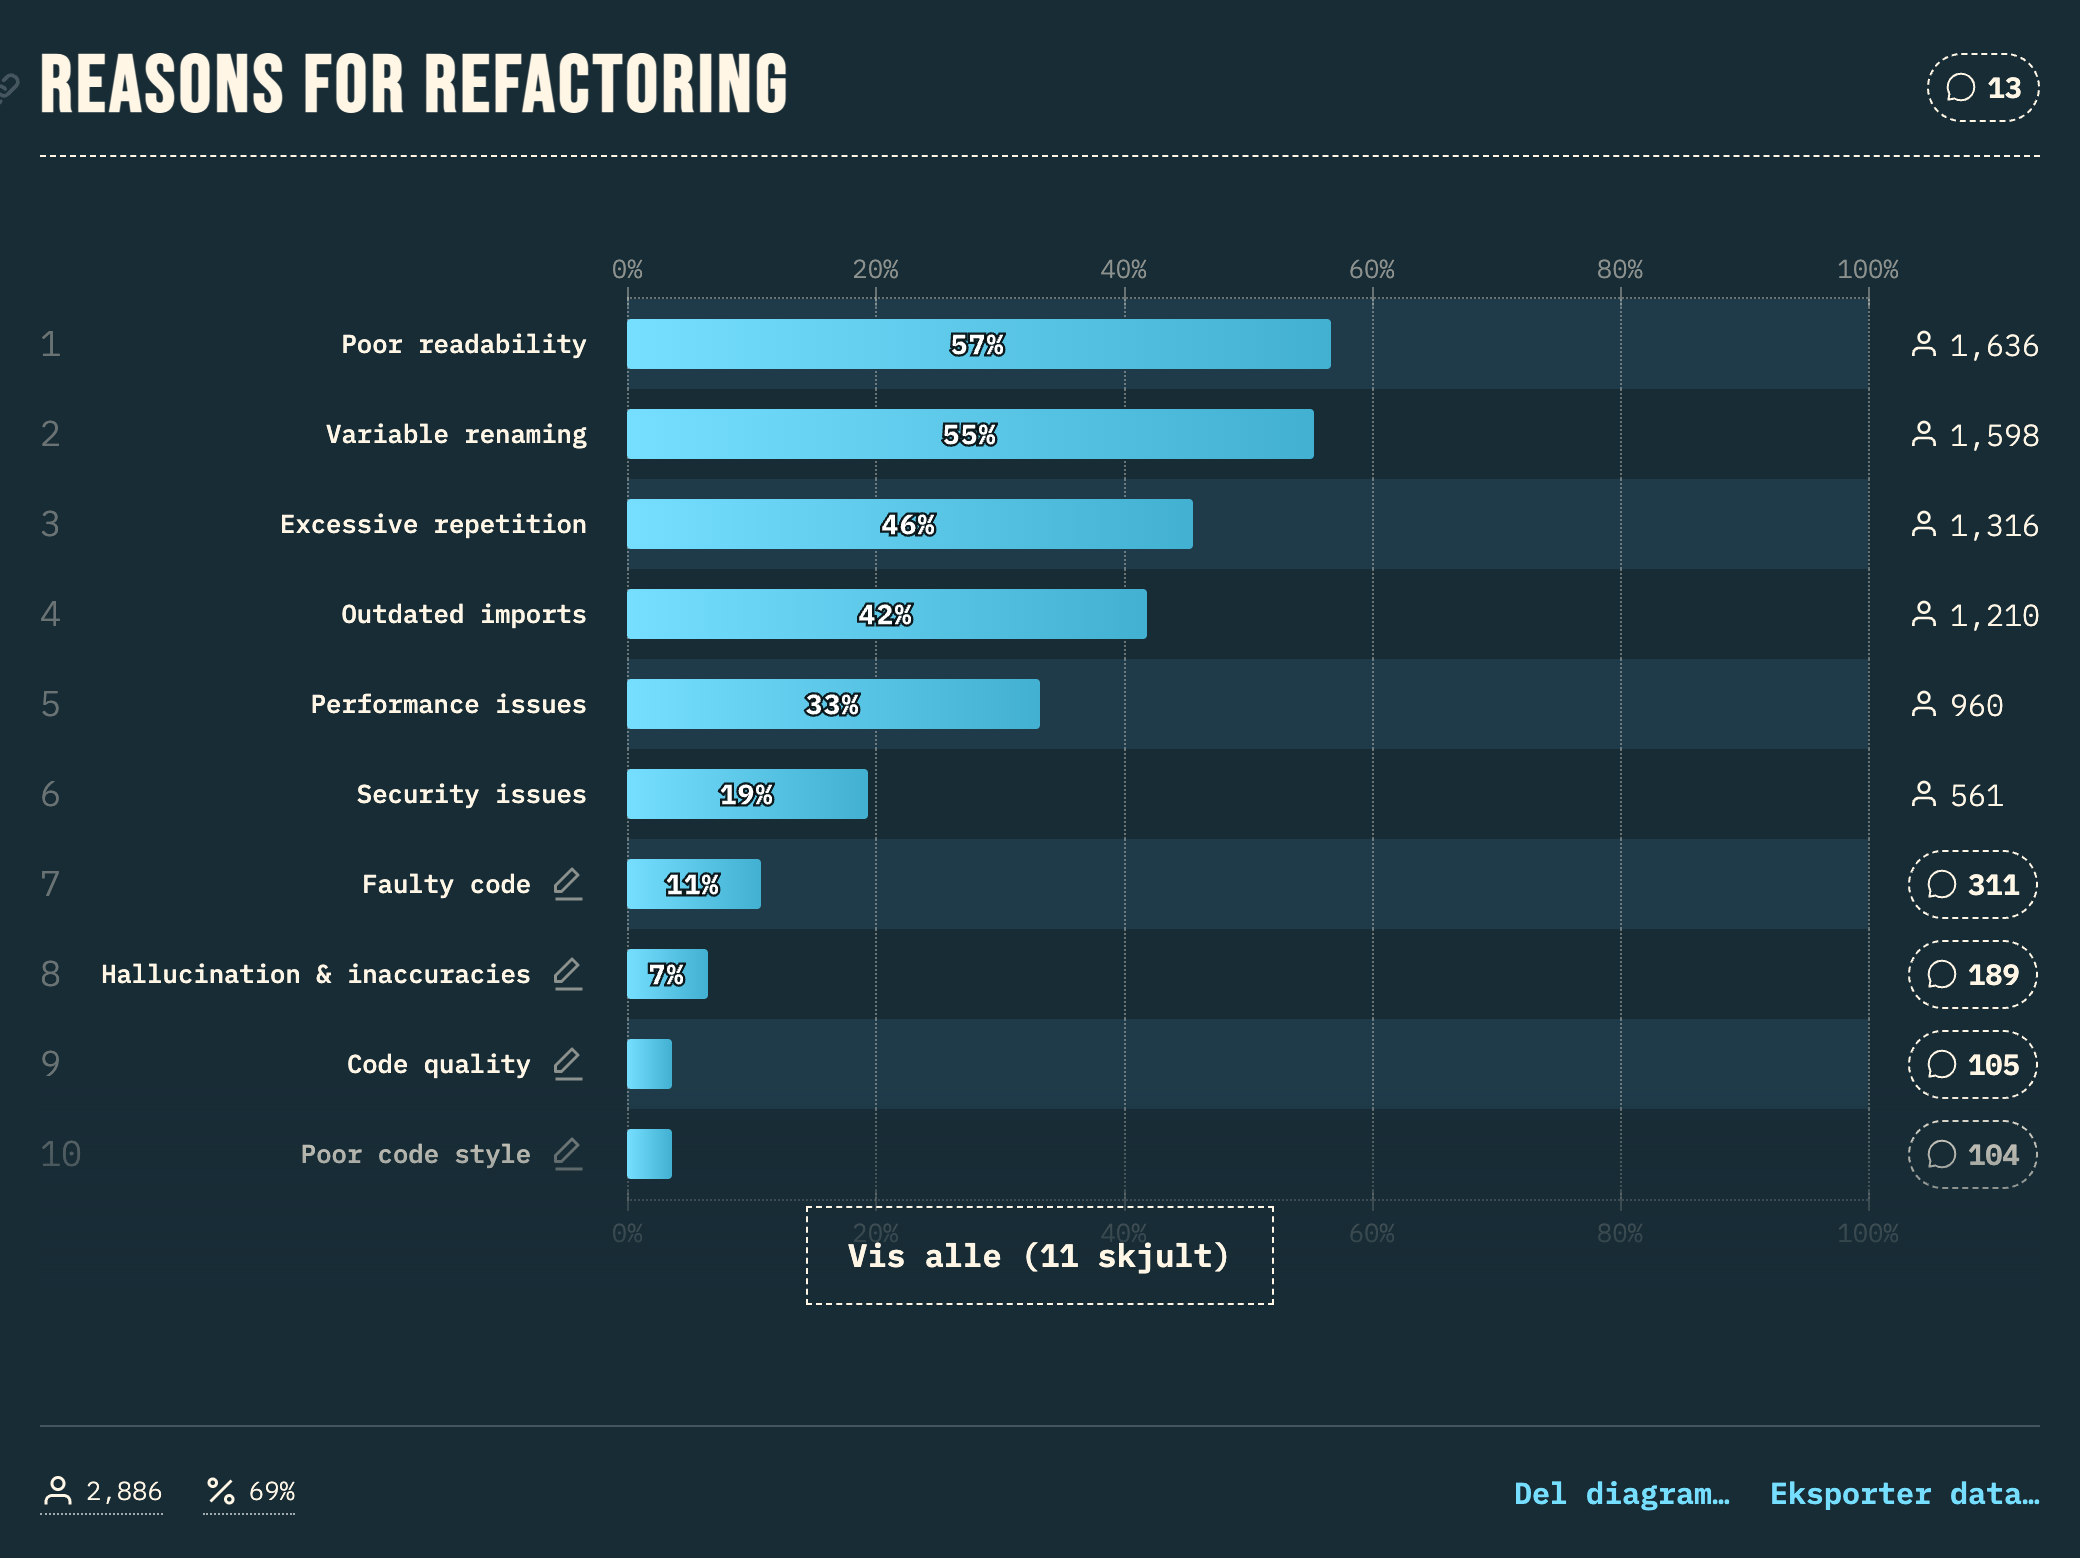 REASONS FOR REFACTORING
13
0% 20% 40% 60% 80% 100%
1 Poor readability 57% 1,636
2 Variable renaming 55% 1,598
3 Excessive repetition 46% 1,316
4 Outdated imports 42% 1,210
5 Performance issues 33% 960
6 Security issues 19% 561
7 Faulty code 11% 311
8 Hallucination & inaccuracies 7% 189
9 Code quality 105
10 Poor code style 104
0% 20% 40% 60% 80% 100%
Vis alle (11 skjult)
2,886 69% Del diagram… Eksporter data…